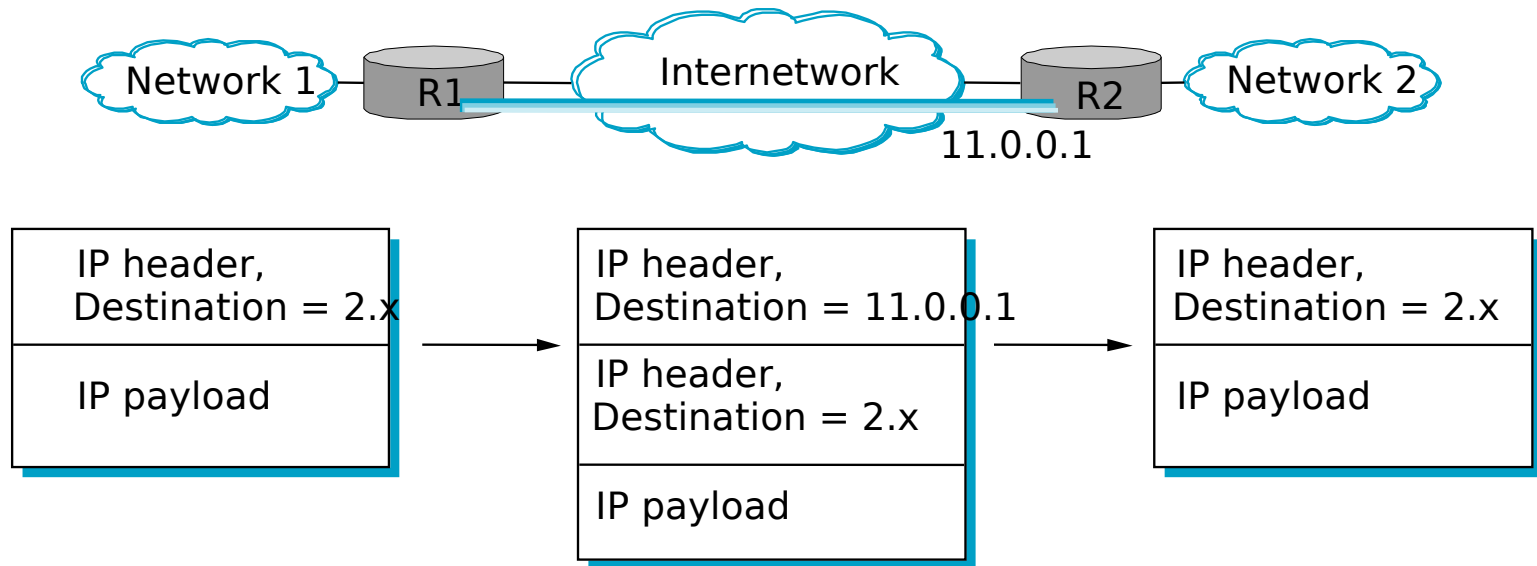 Network 1
R1
Internetwork
R2
Network 2
11.0.0.1
IP header,
Destination = 2.x
IP payload
IP header,
Destination = 11.0.0.1
IP header,
Destination = 2.x
IP payload
IP header,
Destination = 2.x
IP payload